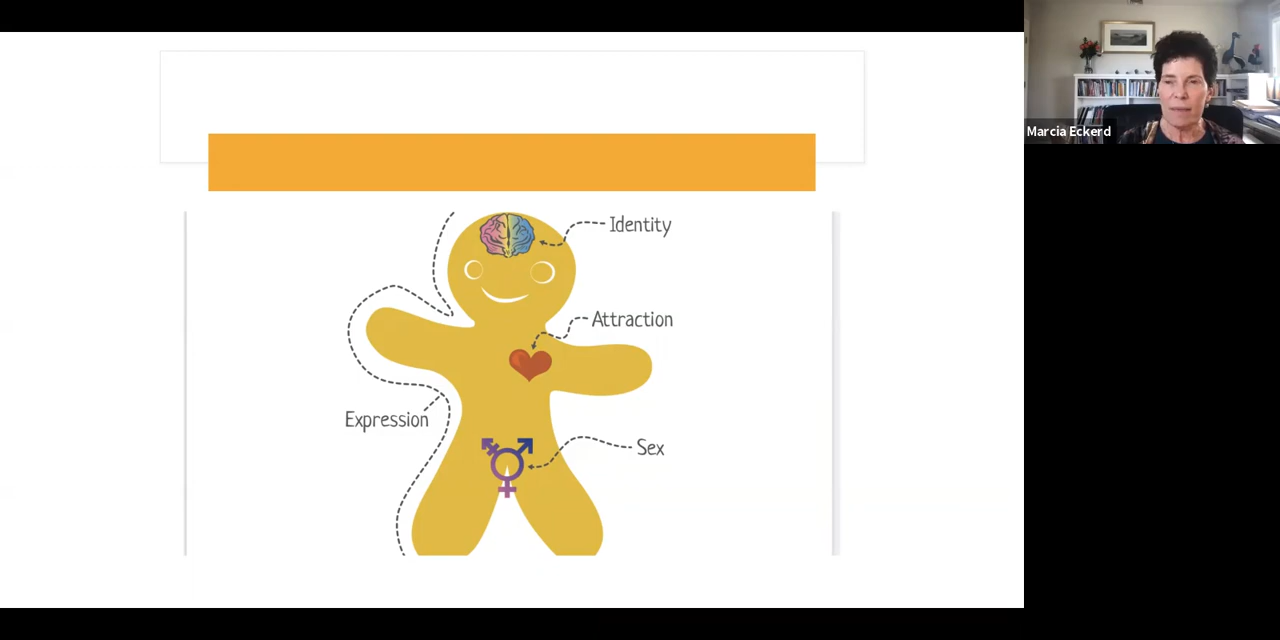 Marcia Eckerd
Identity
Attraction
Expression
Sex